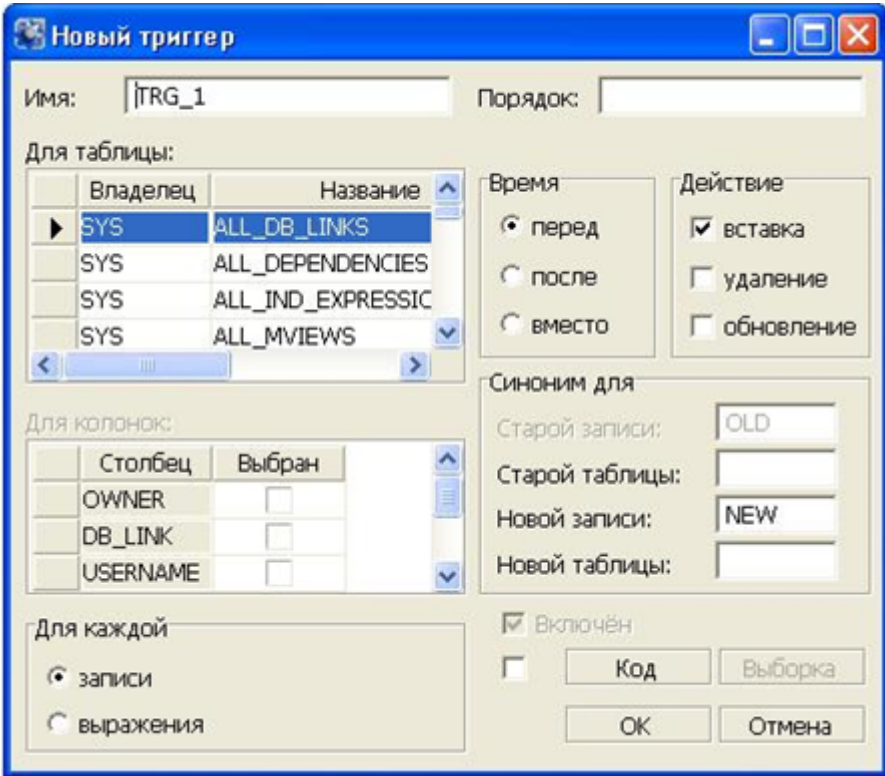 Новый триггер
Имя: TRG_1 Порядок:
Для таблицы:
Владелец Название
SYS ALL_DB_LINKS
SYS ALL_DEPENDENCIES
SYS ALL_IND_EXPRESSIC
SYS ALL_MVIEWS
Время
перед
после
вместо
Действие
вставка
удаление
обновление
Для колонок:
Столбец Выбран
OWNER
DB_LINK
USERNAME
Синоним для
Старой записи: OLD
Старой таблицы:
Новой записи: NEW
Новой таблицы:
Для каждой
записи
выражения
Включён
Код Выборка
OK Отмена